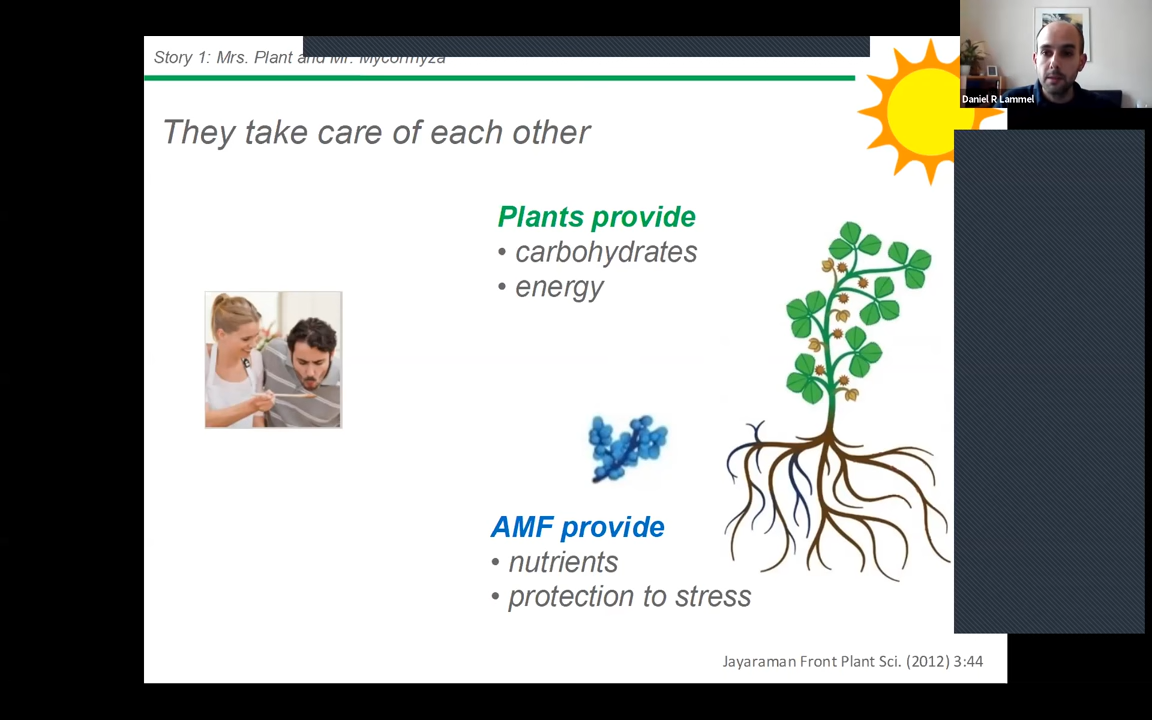 Story 1: Mrs. Plant and Mr. Mycorrhyza
Daniel R Lammel
They take care of each other
Plants provide
• carbohydrates
• energy
AMF provide
• nutrients
• protection to stress
Jayaraman Front Plant Sci. (2012) 3:44